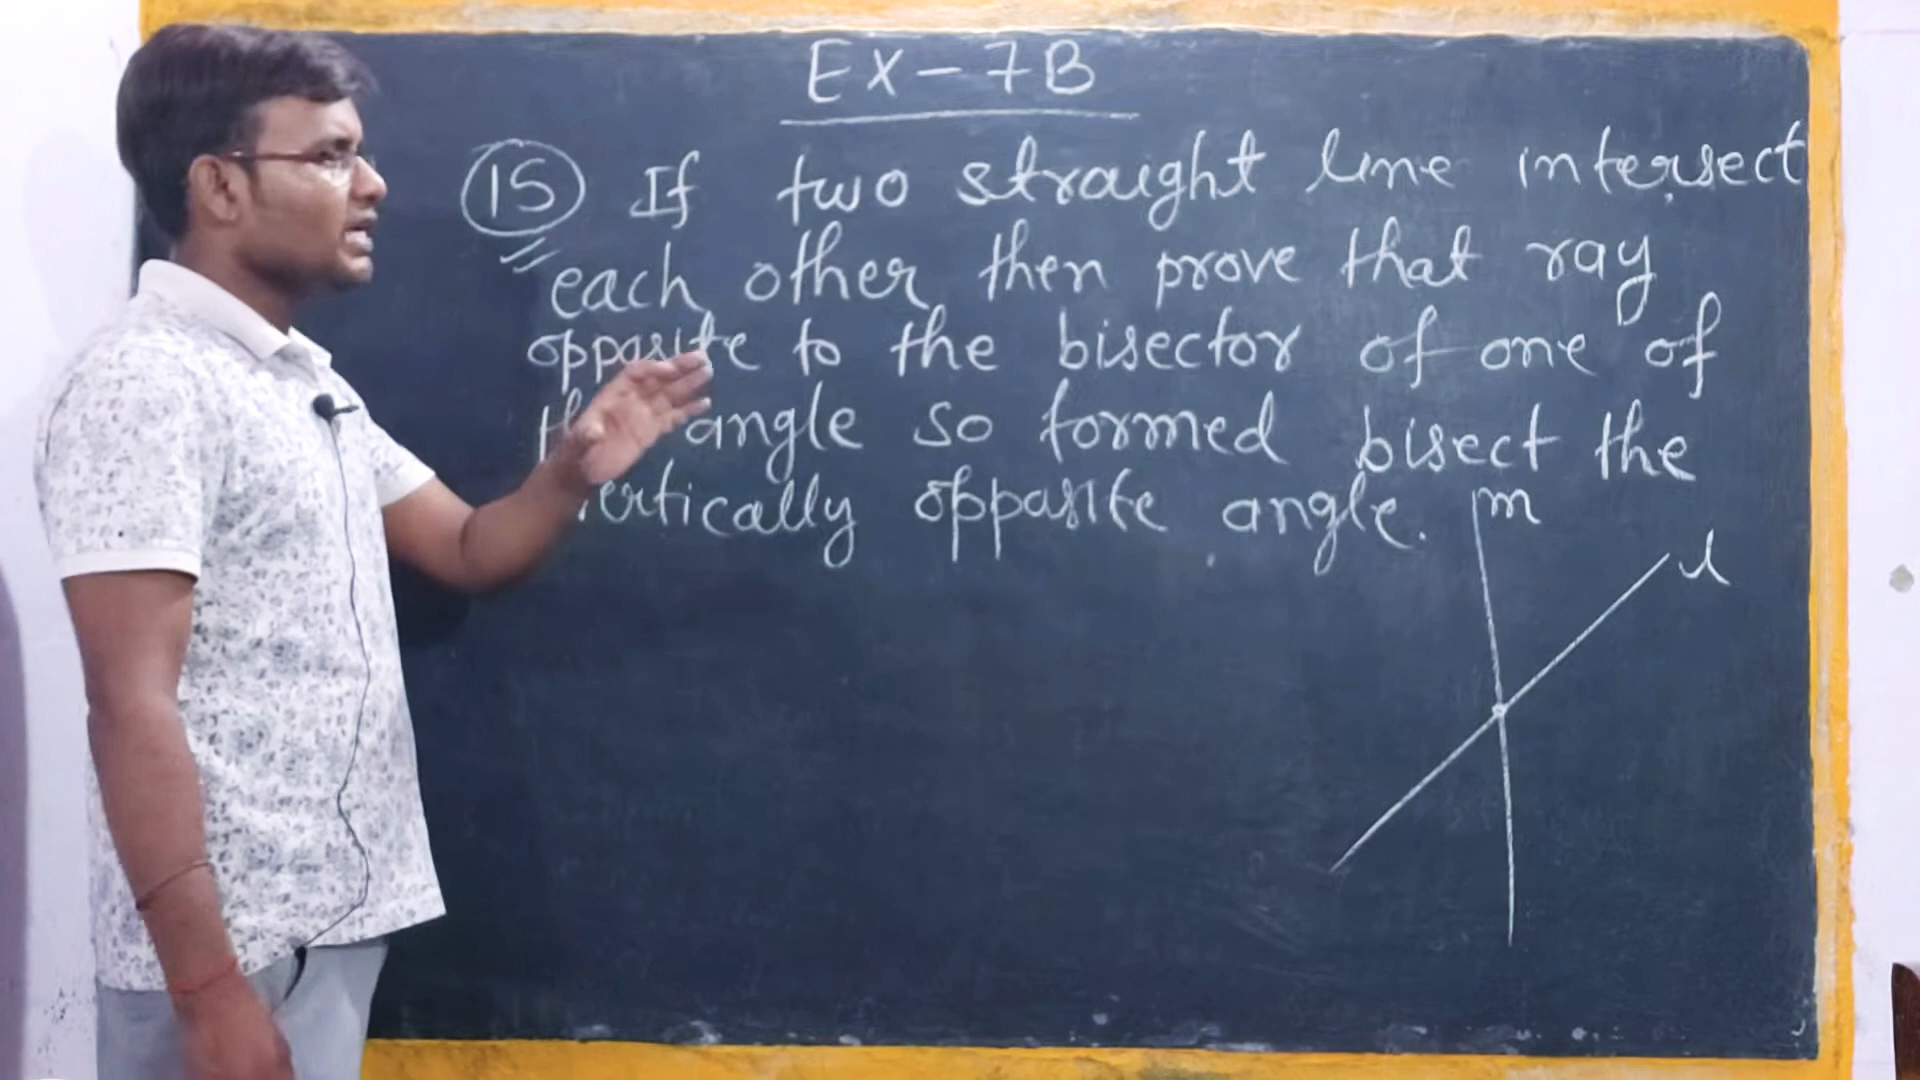 EX-7B
15 If two straight line intersect
each other then prove that ray
opposite to the bisector of one of
angle so formed bisect the
vertically opposite angle.
m
l